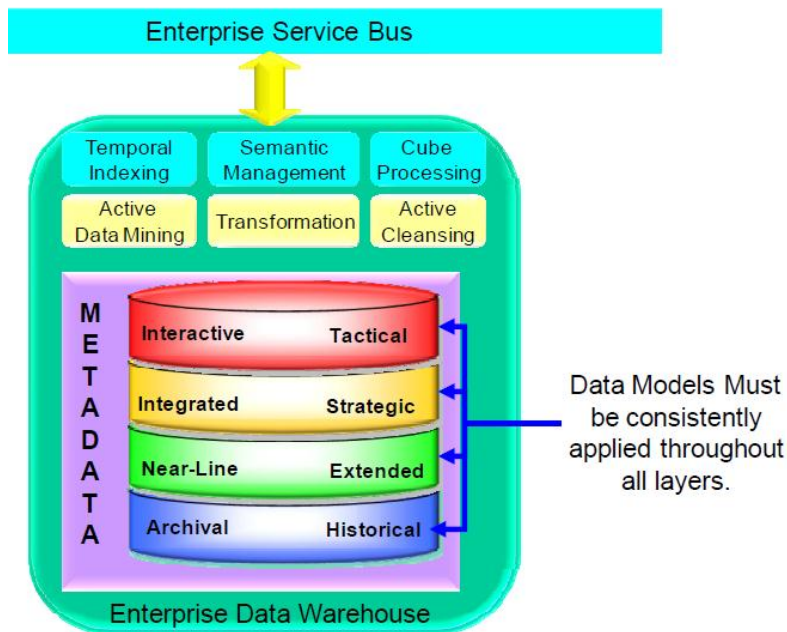 Enterprise Service Bus
Temporal
Indexing
Semantic
Management
Cube
Processing
Active
Data Mining
Transformation
Active
Cleansing
METADATA
Interactive Tactical
Integrated Strategic
Near-Line Extended
Archival Historical
Data Models Must
be consistently
applied throughout
all layers.
Enterprise Data Warehouse